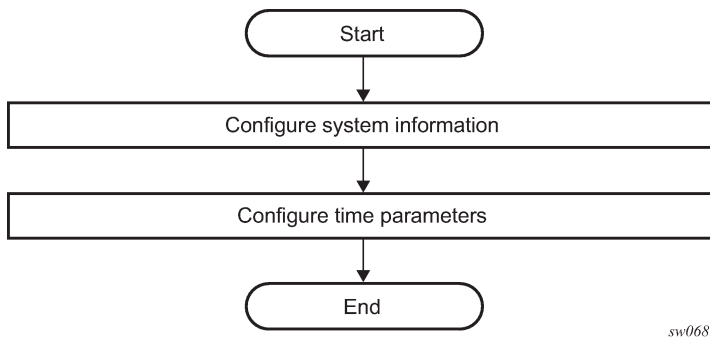 Start
Configure system information
Configure time parameters
End
sw068